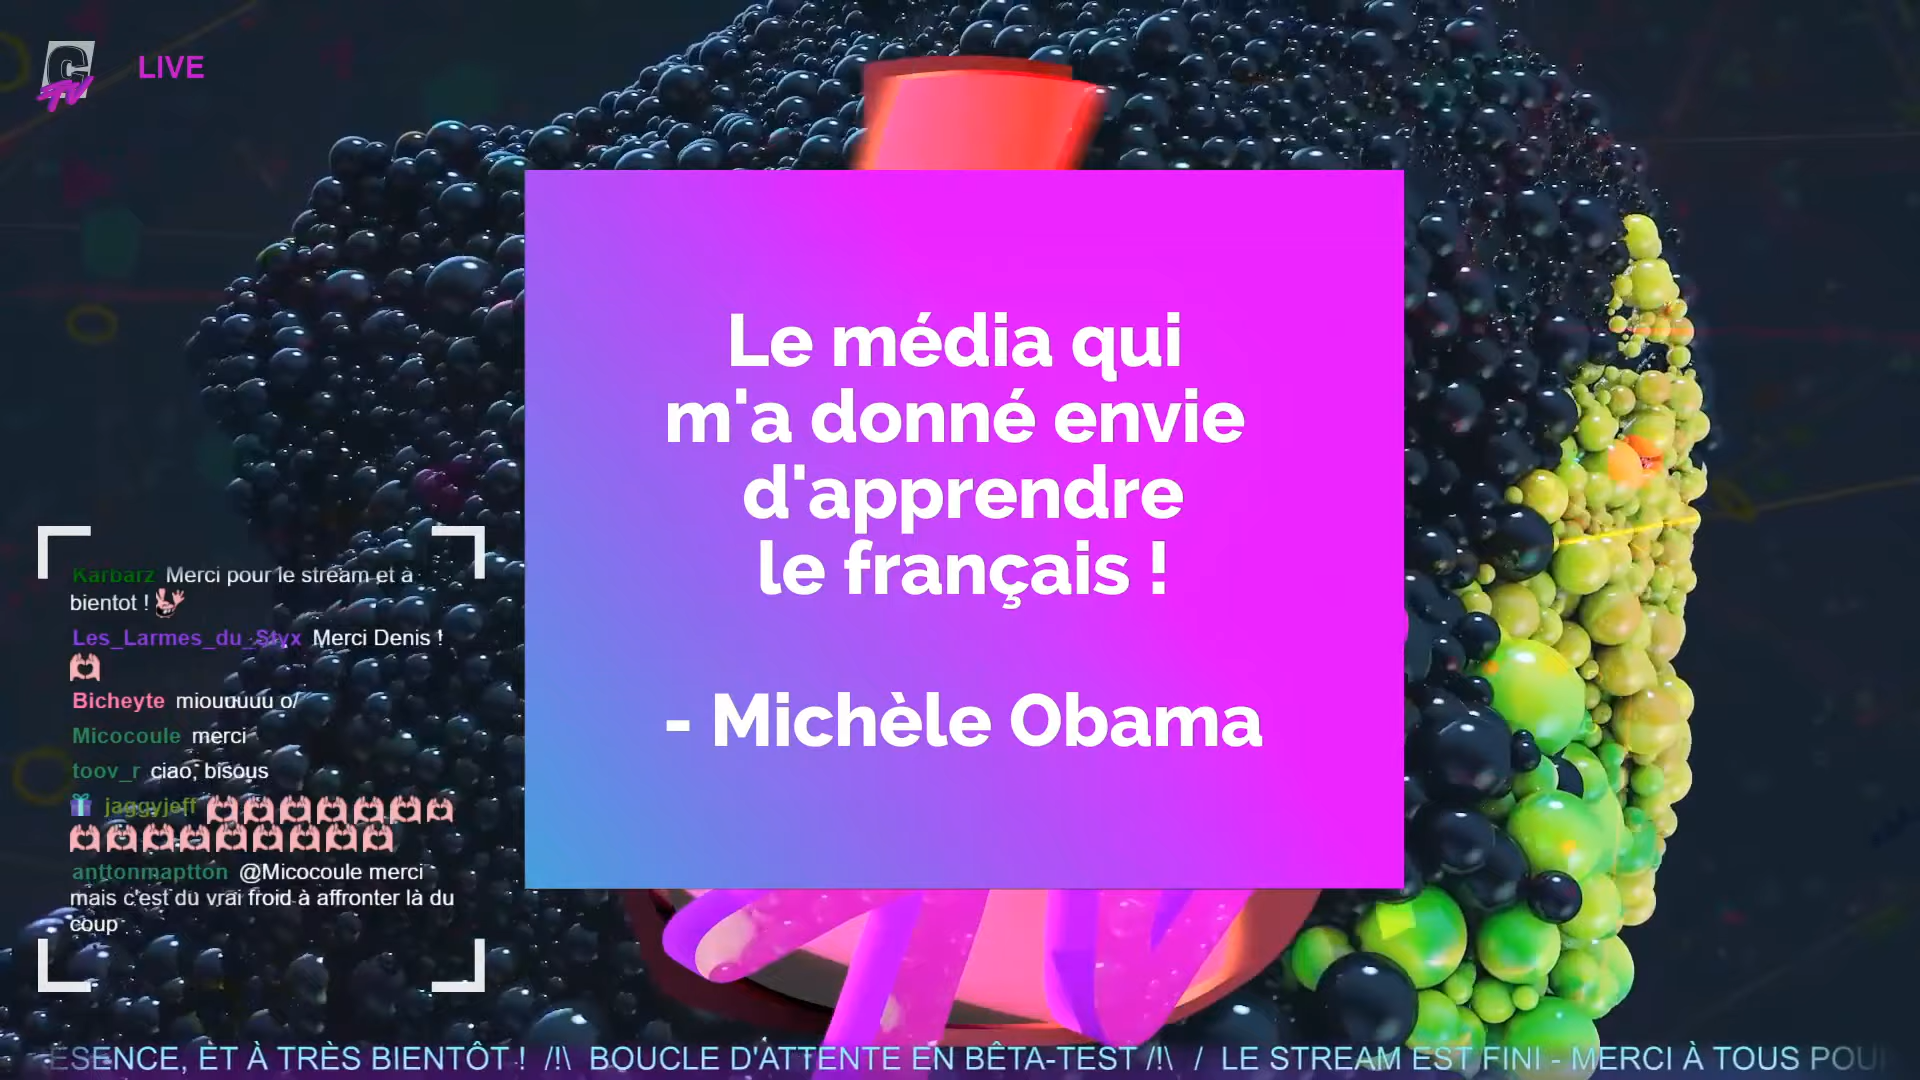 C
TV
LIVE
Le média qui
m'a donné envie
d'apprendre
le français !
- Michèle Obama
Karbarz Merci pour le stream et à
bientot !
Les_Larmes_du_Styx Merci Denis !
Bicheyte miouuuuu o/
Micocoule merci
toov_r ciao, bisous
jaggyjeff
anttonmaptton @Micocoule merci
mais c'est du vrai froid à affronter là du
coup
ESENCE, ET À TRÈS BIENTÔT ! /!\ BOUCLE D'ATTENTE EN BÊTA-TEST /!\ / LE STREAM EST FINI - MERCI À TOUS POU